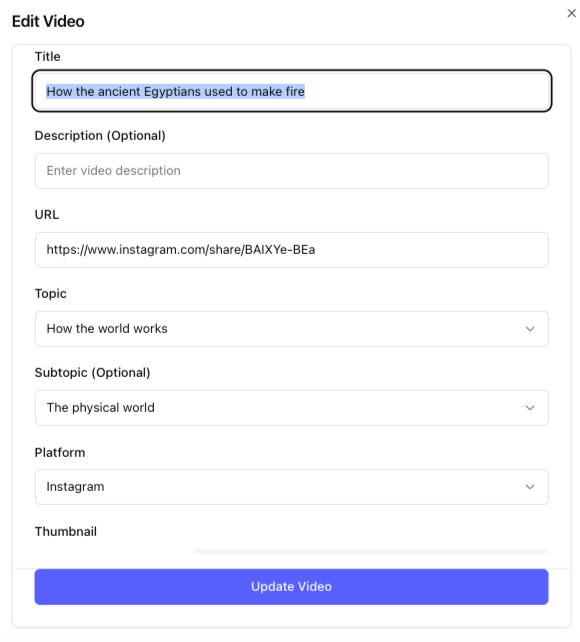 Edit Video
Title
How the ancient Egyptians used to make fire
Description (Optional)
Enter video description
URL
https://www.instagram.com/share/BAIXYe-BEa
Topic
How the world works
Subtopic (Optional)
The physical world
Platform
Instagram
Thumbnail
Update Video